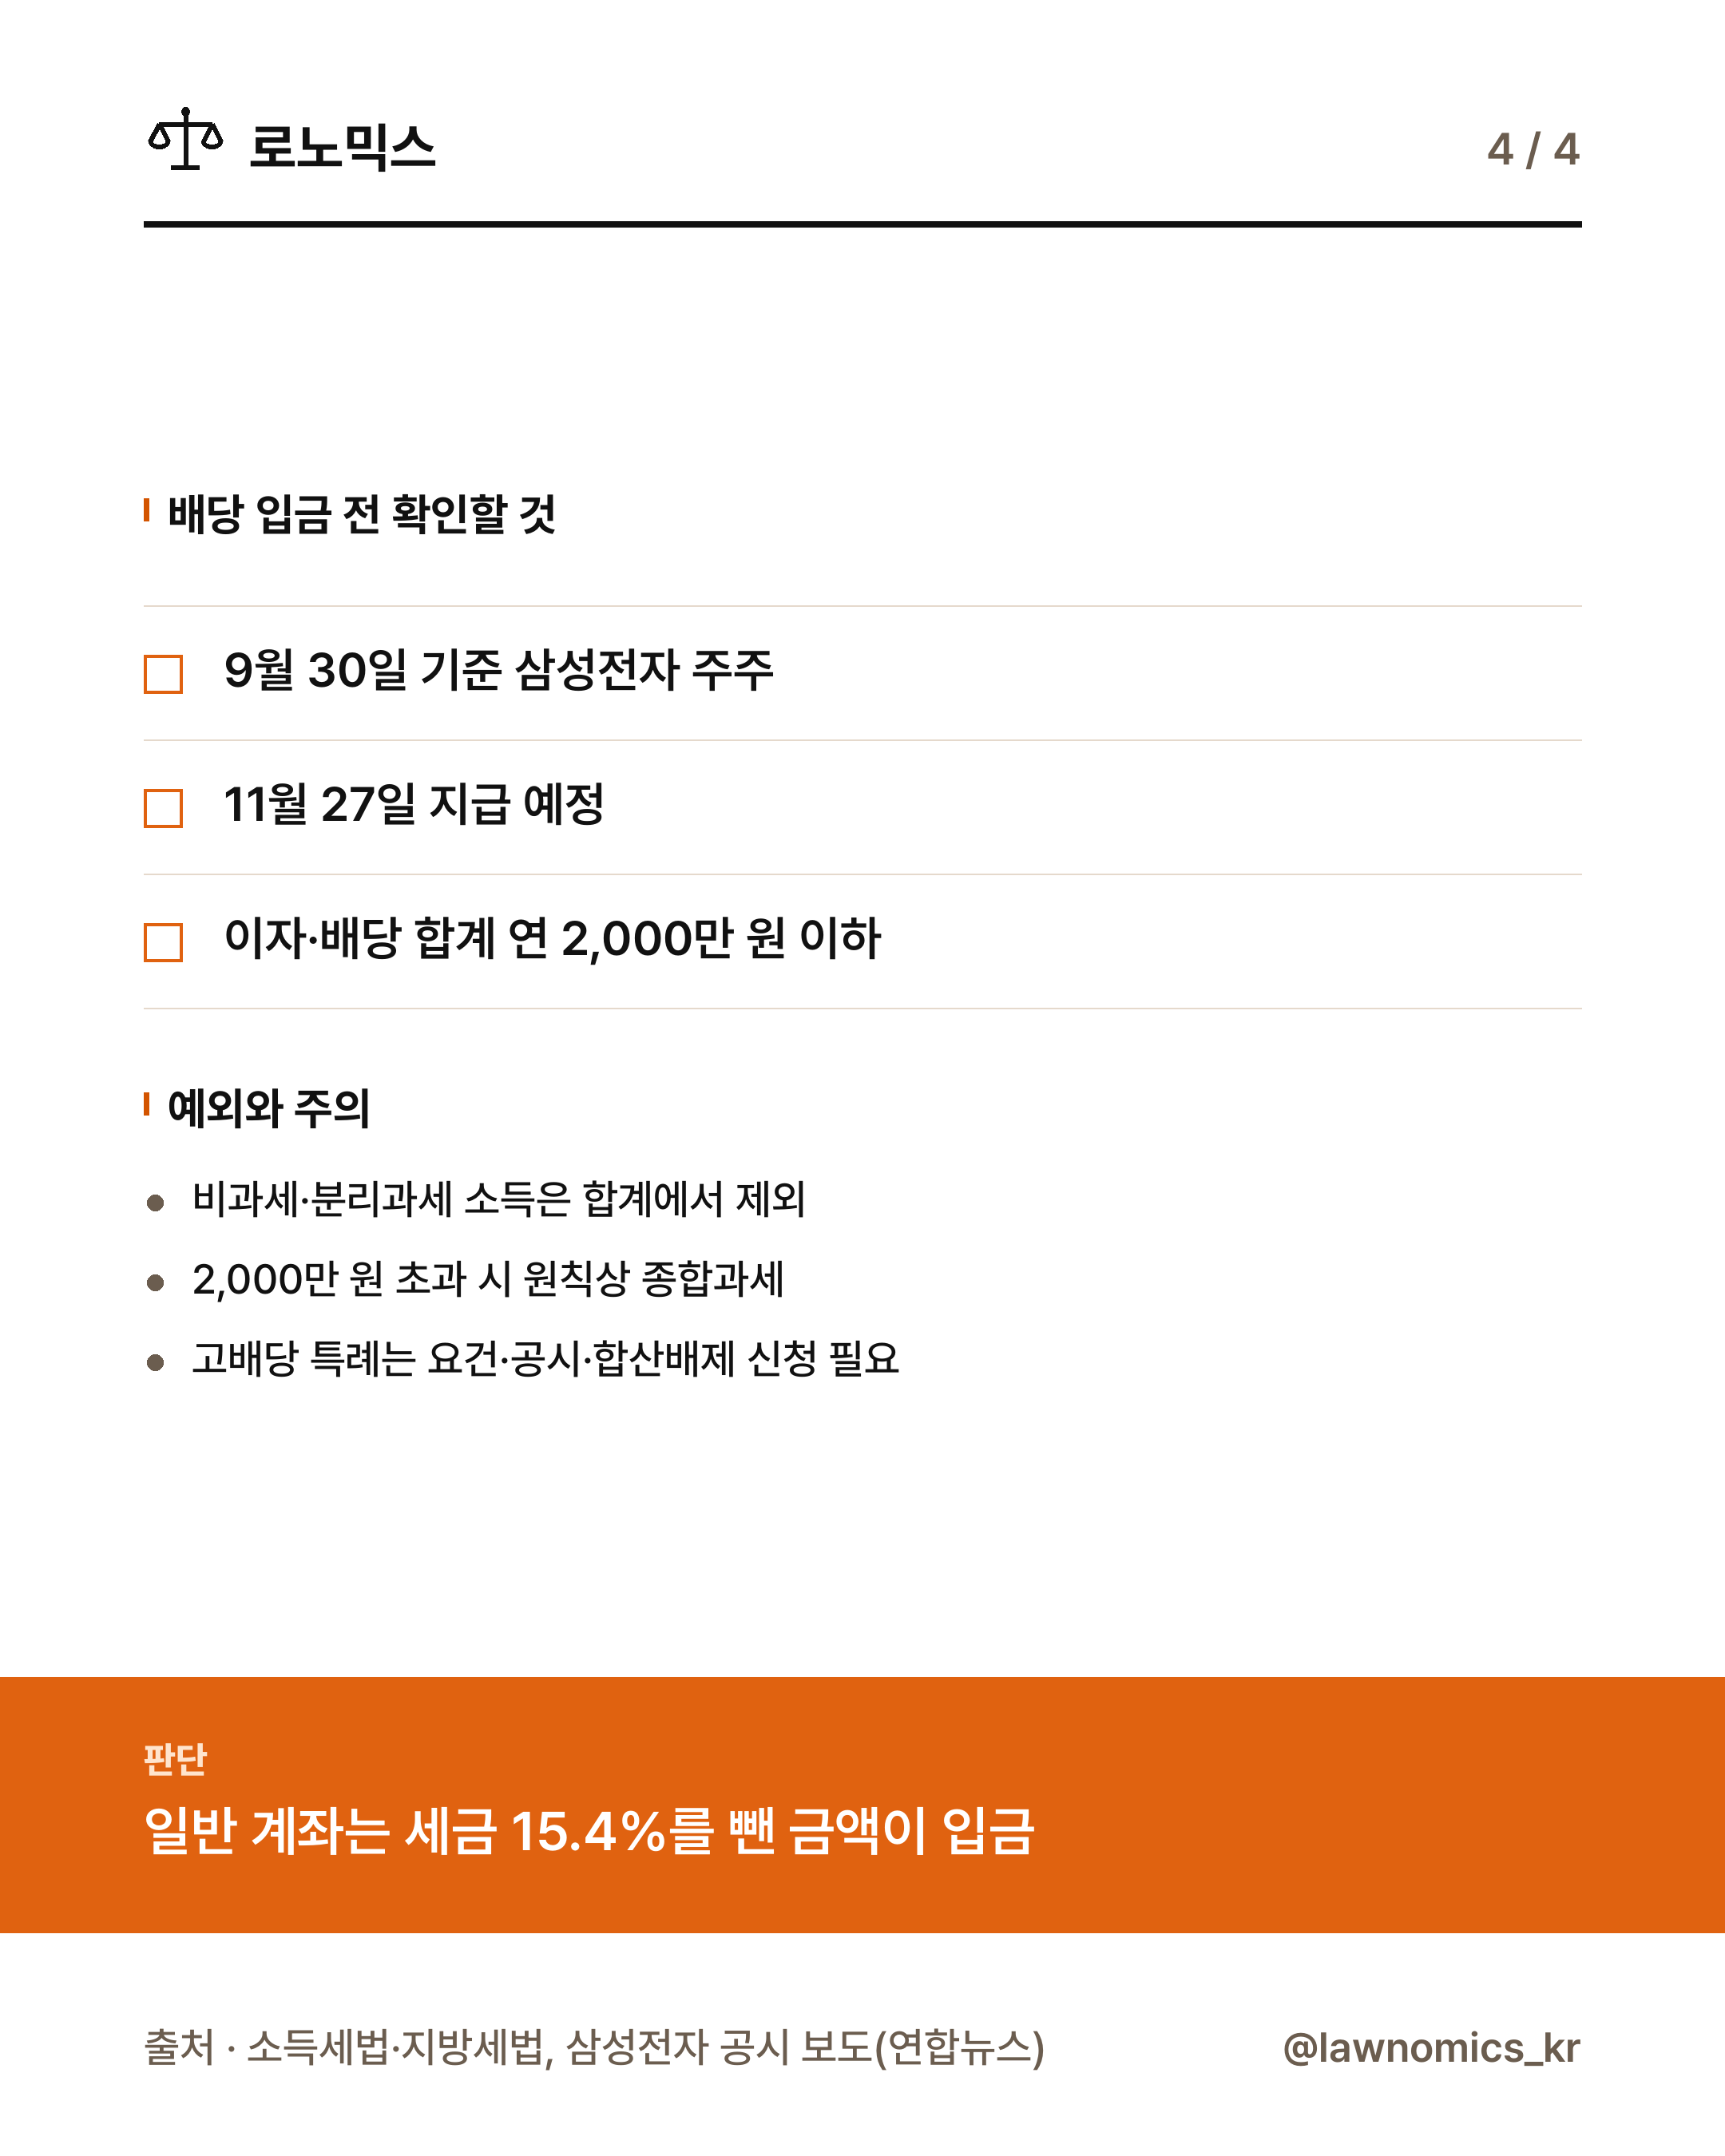 로노믹스
4 / 4
배당 입금 전 확인할 것
9월 30일 기준 삼성전자 주주
11월 27일 지급 예정
이자·배당 합계 연 2,000만 원 이하
예외와 주의
비과세·분리과세 소득은 합계에서 제외
2,000만 원 초과 시 원칙상 종합과세
고배당 특례는 요건·공시·합산배제 신청 필요
판단
일반 계좌는 세금 15.4%를 뺀 금액이 입금
출처 · 소득세법·지방세법, 삼성전자 공시 보도(연합뉴스)
@lawnomics_kr